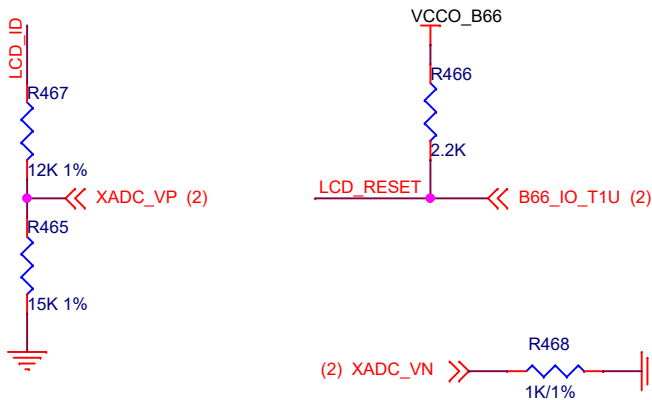 LCD_ID
R467
12K 1%
XADC_VP (2)
R465
15K 1%
VCCO_B66
R466
2.2K
LCD_RESET
B66_IO_T1U (2)
R468
(2) XADC_VN
1K/1%